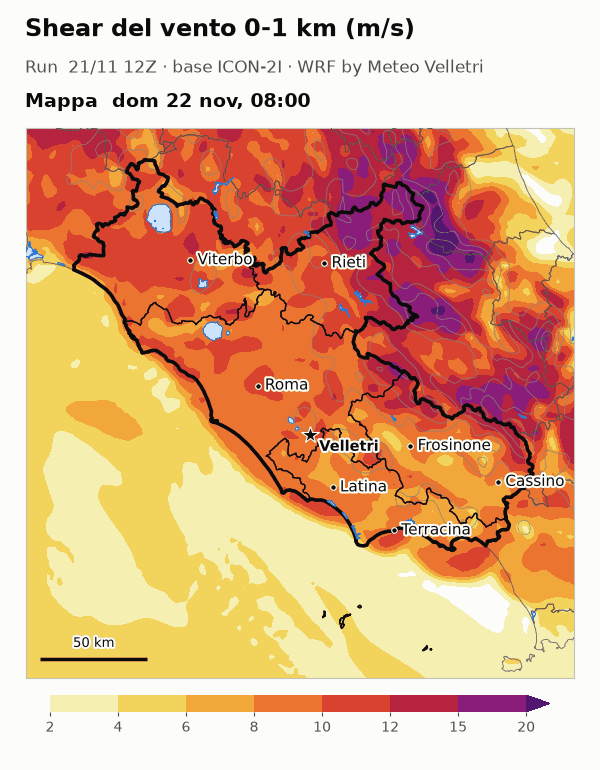 Shear del vento 0-1 km (m/s)
Run  21/11 12Z · base ICON-2I · WRF by Meteo Velletri
Mappa  dom 22 nov, 08:00
Viterbo
Rieti
Roma
Velletri
Frosinone
Latina
Cassino
Terracina
50 km
2 4 6 8 10 12 15 20